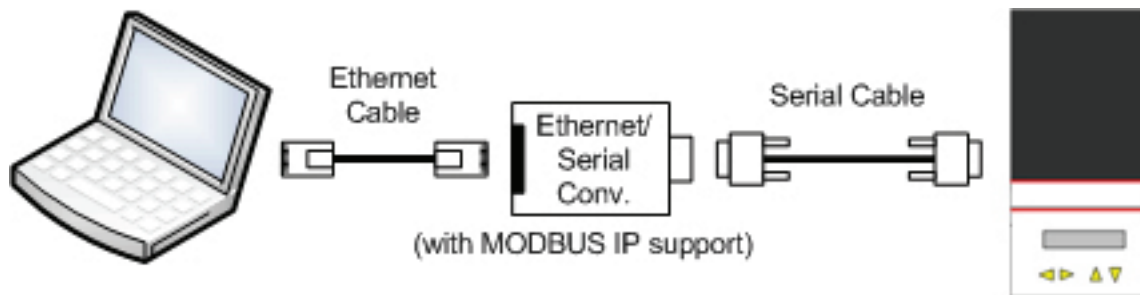 Ethernet
Cable
Ethernet/
Serial
Conv.
Serial Cable
(with MODBUS IP support)